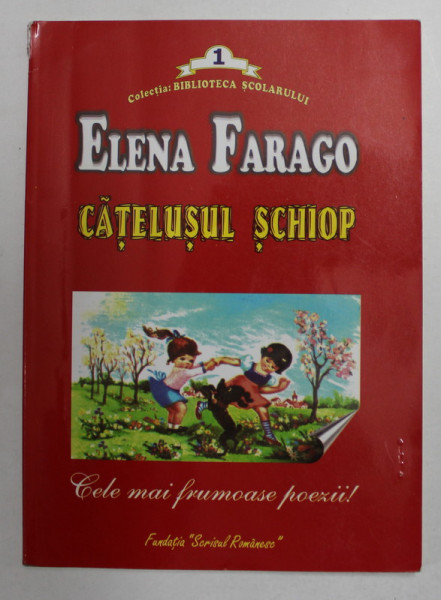 1
Colecția: BIBLIOTECA ȘCOLARULUI
ELENA FARAGO
CĂȚELUȘUL ȘCHIOP
Cele mai frumoase poezii!
Fundația "Scrisul Românesc"